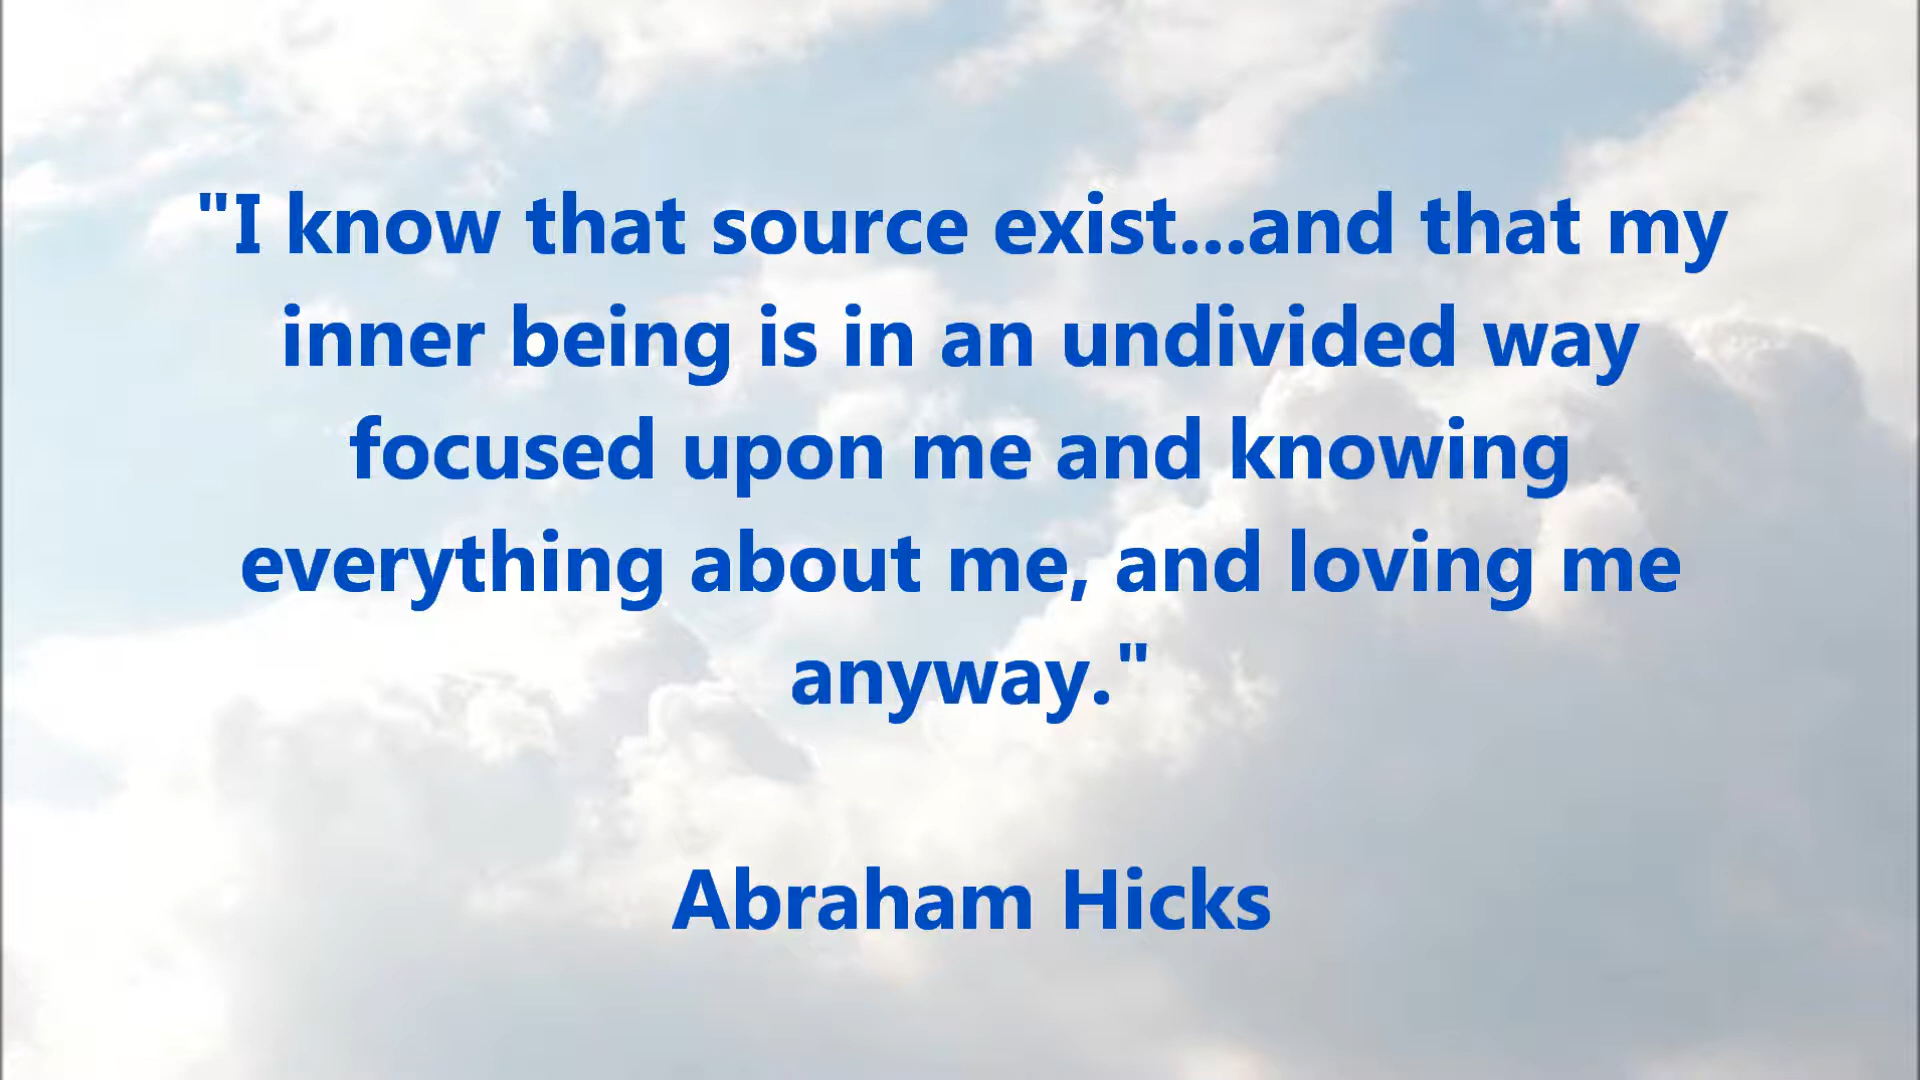 "I know that source exist...and that my
inner being is in an undivided way
focused upon me and knowing
everything about me, and loving me
anyway."
Abraham Hicks